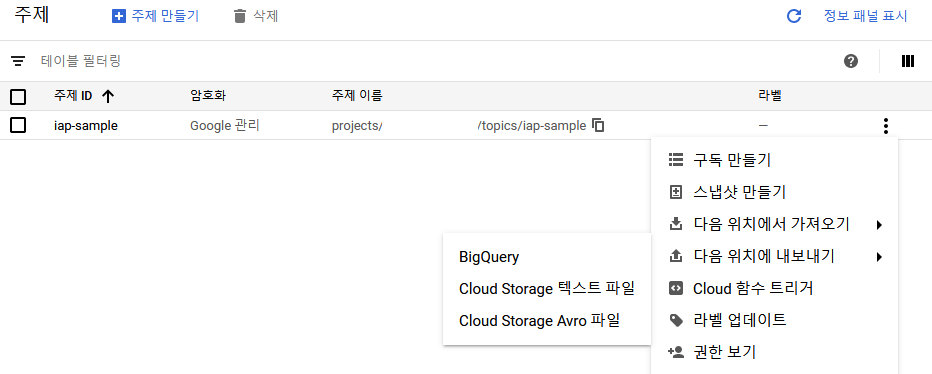 주제 주제 만들기 삭제 정보 패널 표시
테이블 필터링
주제 ID 암호화 주제 이름 라벨
iap-sample Google 관리 projects/ /topics/iap-sample —
구독 만들기
스냅샷 만들기
다음 위치에서 가져오기
다음 위치에 내보내기
BigQuery
Cloud Storage 텍스트 파일
Cloud Storage Avro 파일
Cloud 함수 트리거
라벨 업데이트
권한 보기